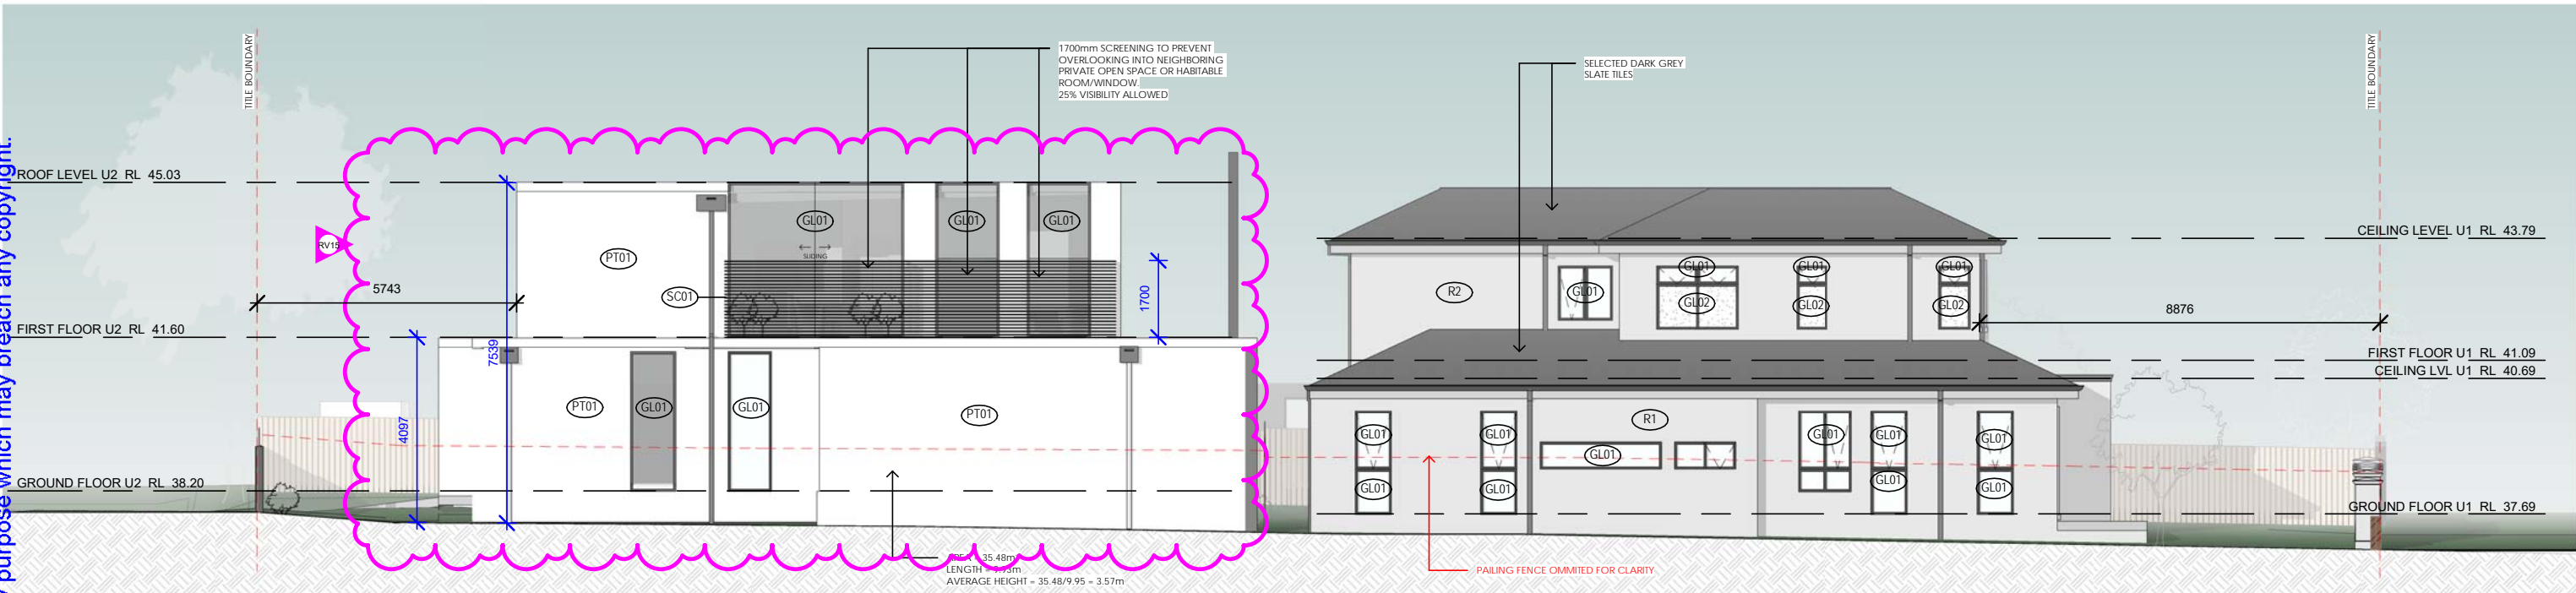 purpose which may breach any copyright.
TITLE BOUNDARY
1700mm SCREENING TO PREVENT
OVERLOOKING INTO NEIGHBORING
PRIVATE OPEN SPACE OR HABITABLE
ROOM/WINDOW.
25% VISIBILITY ALLOWED
SELECTED DARK GREY
SLATE TILES
TITLE BOUNDARY
ROOF LEVEL U2 RL 45.03
RV15
5743
FIRST FLOOR U2 RL 41.60
GROUND FLOOR U2 RL 38.20
4097
7539
PT01
SC01
GL01
SLIDING
GL01
GL01
1700
PT01
GL01
GL01
PT01
35.48m
LENGTH =
AVERAGE HEIGHT = 35.48/9.95 = 3.57m
R2
GL01
GL01
GL02
GL01
GL02
GL01
GL02
8876
R1
GL01
GL01
GL01
GL01
GL01
GL01
GL01
GL01
GL01
GL01
PAILING FENCE OMMITED FOR CLARITY
CEILING LEVEL U1 RL 43.79
FIRST FLOOR U1 RL 41.09
CEILING LVL U1 RL 40.69
GROUND FLOOR U1 RL 37.69